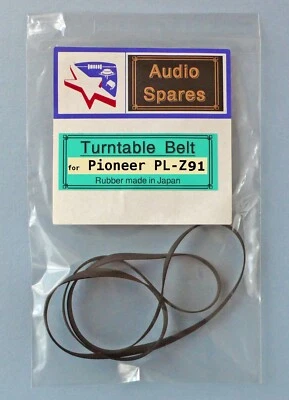 Audio
Spares
Turntable Belt
for Pioneer PL-Z91
Rubber made in Japan